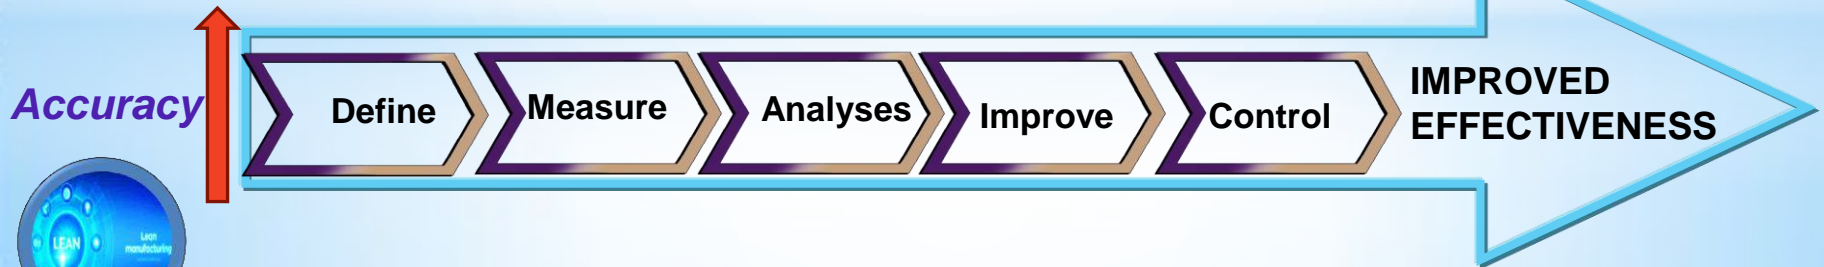 Accuracy
Define
Measure
Analyses
Improve
Control
IMPROVED
EFFECTIVENESS
LEAN
Lean
manufacturing